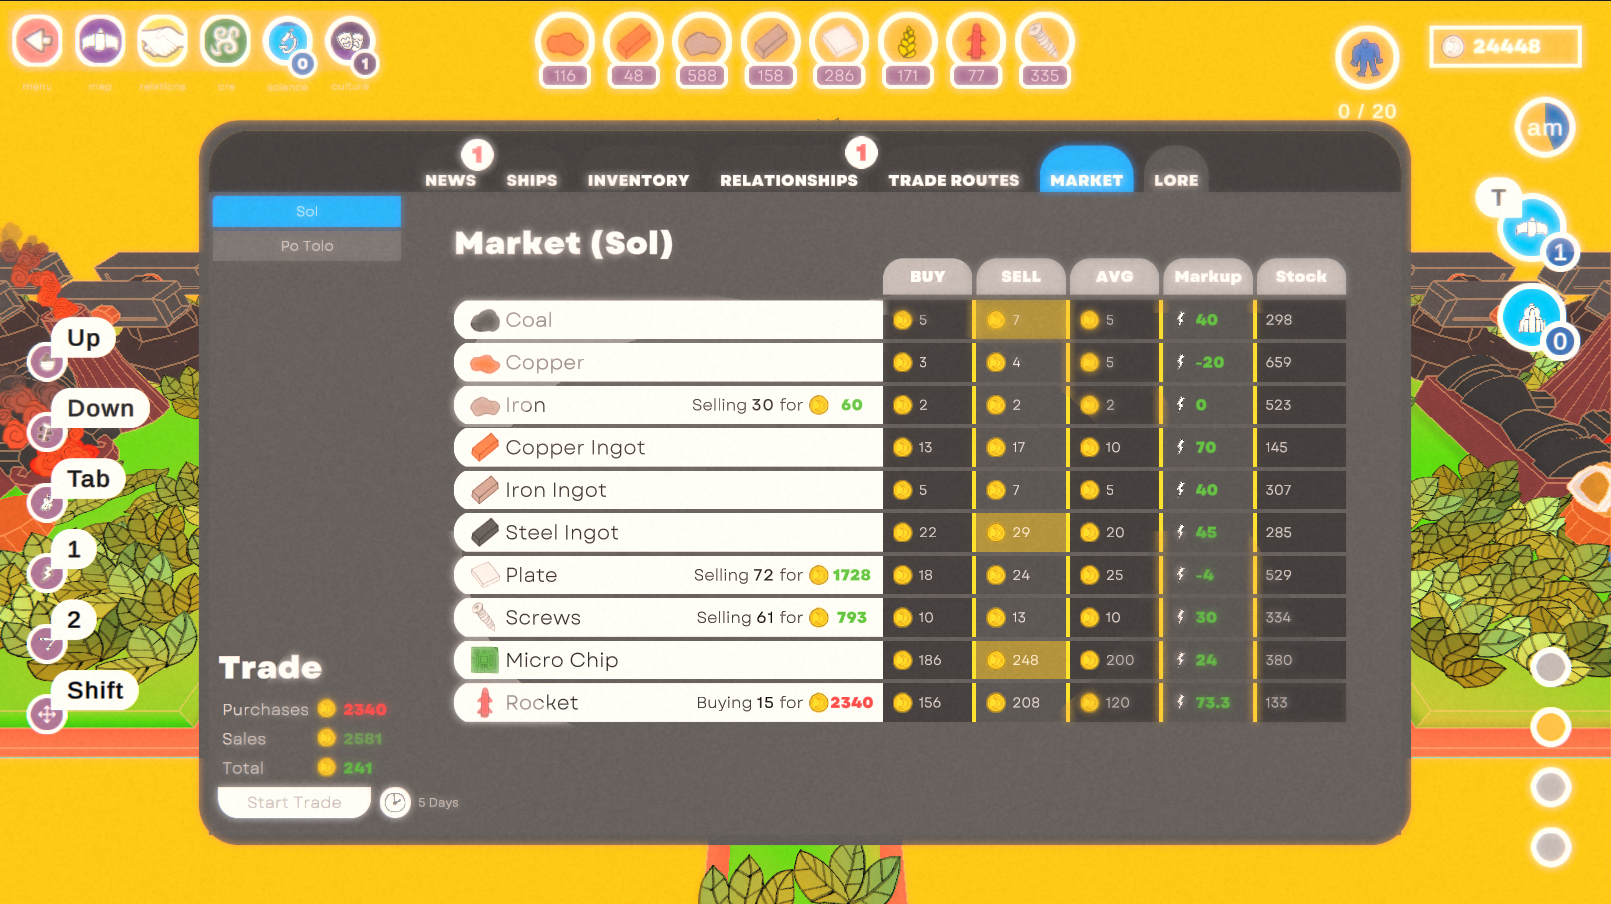 menu
map
relations
ore
science
culture
0
1
116
48
588
158
286
171
77
335
0 / 20
24448
am
T
1
0
1
1
NEWS SHIPS INVENTORY RELATIONSHIPS TRADE ROUTES MARKET LORE
Sol
Po Tolo
Market (Sol)
BUY SELL AVG Markup Stock
Coal 5 7 5 40 298
Copper 3 4 5 -20 659
Iron Selling 30 for 60 2 2 2 0 523
Copper Ingot 13 17 10 70 145
Iron Ingot 5 7 5 40 307
Steel Ingot 22 29 20 45 285
Plate Selling 72 for 1728 18 24 25 -4 529
Screws Selling 61 for 793 10 13 10 30 334
Micro Chip 186 248 200 24 380
Rocket Buying 15 for 2340 156 208 120 73.3 133
Up
Down
Tab
1
2
Shift
Trade
Purchases 2340
Sales 2581
Total 241
Start Trade
5 Days